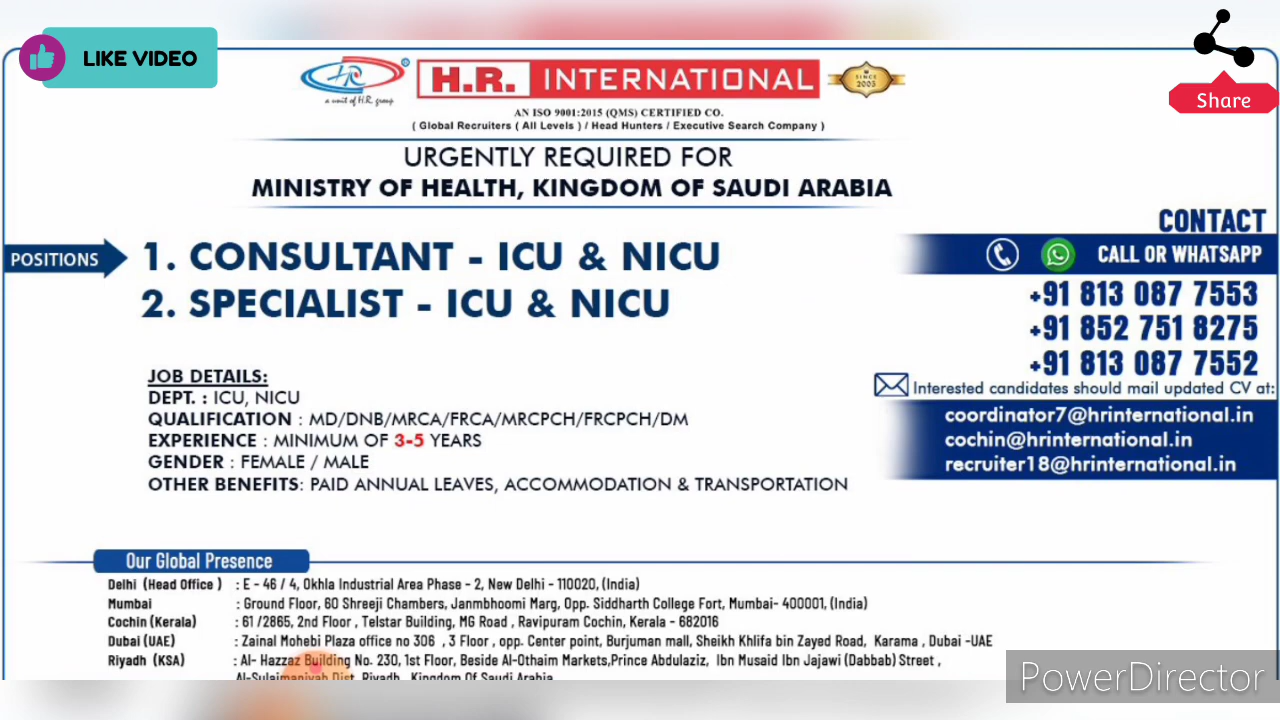 LIKE VIDEO
Share
HR
®
a unit of H.R. group
H.R. INTERNATIONAL
SINCE
2005
AN ISO 9001:2015 (QMS) CERTIFIED CO.
( Global Recruiters ( All Levels ) / Head Hunters / Executive Search Company )
URGENTLY REQUIRED FOR
MINISTRY OF HEALTH, KINGDOM OF SAUDI ARABIA
POSITIONS
1. CONSULTANT - ICU & NICU
2. SPECIALIST - ICU & NICU
CONTACT
CALL OR WHATSAPP
+91 813 087 7553
+91 852 751 8275
+91 813 087 7552
Interested candidates should mail updated CV at:
coordinator7@hrinternational.in
cochin@hrinternational.in
recruiter18@hrinternational.in
JOB DETAILS:
DEPT. : ICU, NICU
QUALIFICATION : MD/DNB/MRCA/FRCA/MRCPCH/FRCPCH/DM
EXPERIENCE : MINIMUM OF 3-5 YEARS
GENDER : FEMALE / MALE
OTHER BENEFITS: PAID ANNUAL LEAVES, ACCOMMODATION & TRANSPORTATION
Our Global Presence
Delhi (Head Office ) : E - 46 / 4, Okhla Industrial Area Phase - 2, New Delhi - 110020, (India)
Mumbai : Ground Floor, 60 Shreeji Chambers, Janmbhoomi Marg, Opp. Siddharth College Fort, Mumbai- 400001, (India)
Cochin (Kerala) : 61 /2865, 2nd Floor , Telstar Building, MG Road , Ravipuram Cochin, Kerala - 682016
Dubai (UAE) : Zainal Mohebi Plaza office no 306 , 3 Floor , opp. Center point, Burjuman mall, Sheikh Khlifa bin Zayed Road, Karama , Dubai -UAE
Riyadh (KSA) : Al- Hazzaz Building No. 230, 1st Floor, Beside Al-Othaim Markets,Prince Abdulaziz, Ibn Musaid Ibn Jajawi (Dabbab) Street ,
Al-Sulaimaniyah Dist, Riyadh , Kingdom Of Saudi Arabia
PowerDirector